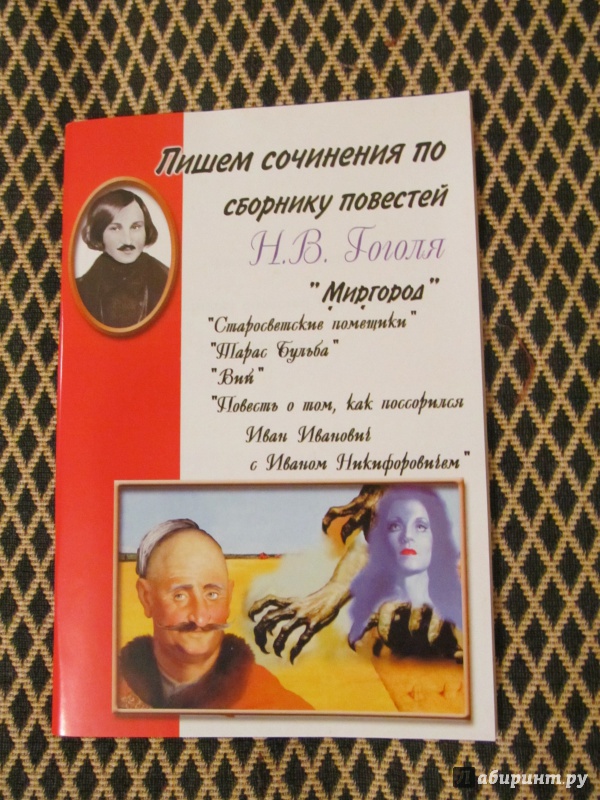 Пишем сочинения по
сборнику повестей
Н.В. Гоголя
"Миргород"
"Старосветские помещики"
"Тарас Бульба"
"Вий"
"Повесть о том, как поссорился
Иван Иванович
с Иваном Никифоровичем"
Лабиринт.ру